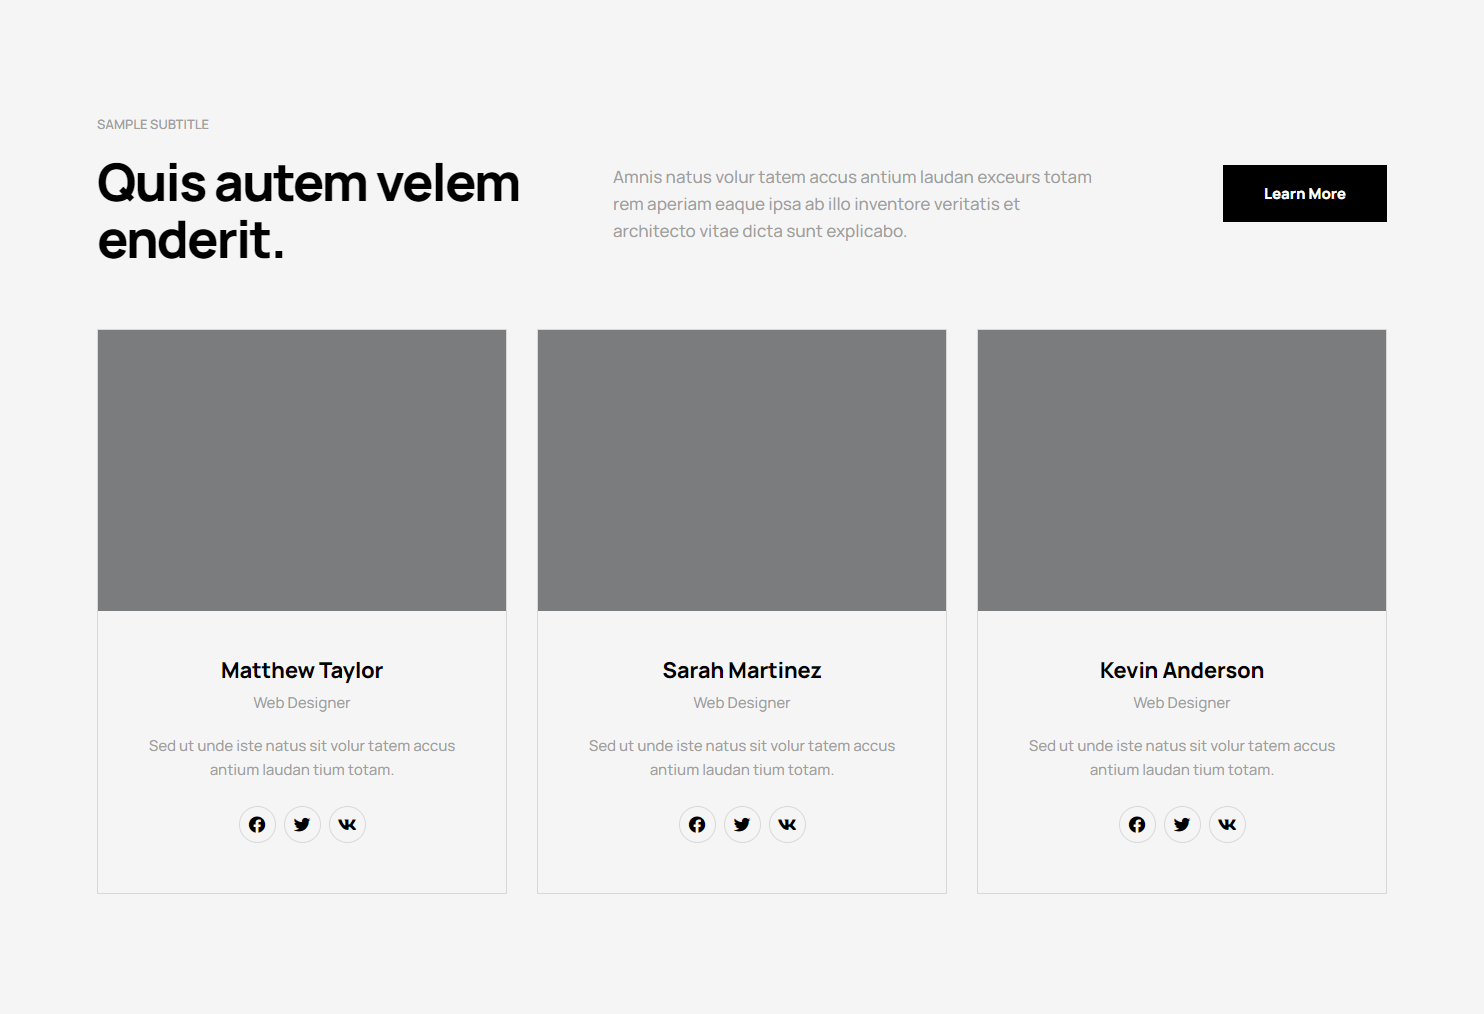 SAMPLE SUBTITLE
Quis autem velem
enderit.
Amnis natus volur tatem accus antium laudan exceurs totam
rem aperiam eaque ipsa ab illo inventore veritatis et
architecto vitae dicta sunt explicabo.
Learn More
Matthew Taylor
Web Designer
Sed ut unde iste natus sit volur tatem accus
antium laudan tium totam.
Sarah Martinez
Web Designer
Sed ut unde iste natus sit volur tatem accus
antium laudan tium totam.
Kevin Anderson
Web Designer
Sed ut unde iste natus sit volur tatem accus
antium laudan tium totam.